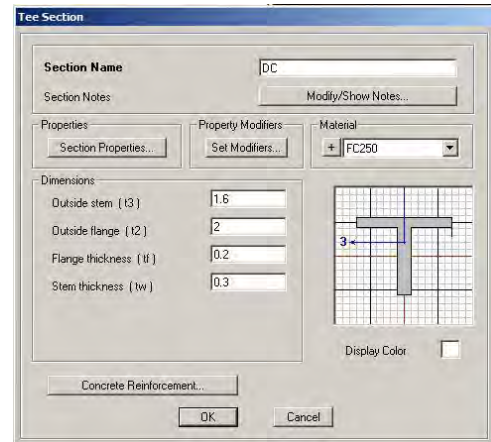 Tee Section
Section Name DC
Section Notes Modify/Show Notes...
Properties Property Modifiers Material
Section Properties... Set Modifiers... + FC250
Dimensions
Outside stem ( t3 ) 1.6
Outside flange ( t2 ) 2
Flange thickness ( tf ) 0.2
Stem thickness ( tw ) 0.3
3
Display Color
Concrete Reinforcement...
OK Cancel